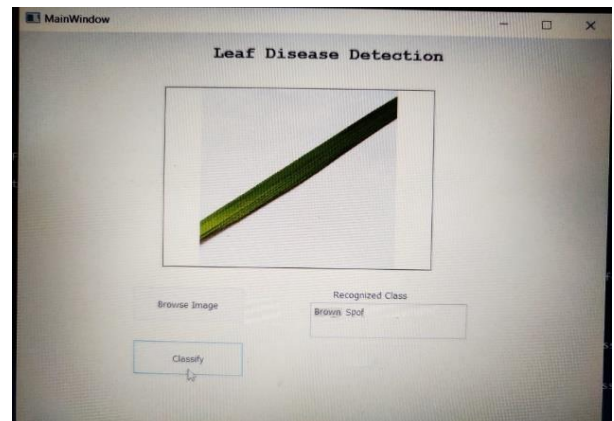 MainWindow
Leaf Disease Detection
Browse Image
Recognized Class
Brown Spot
Classify